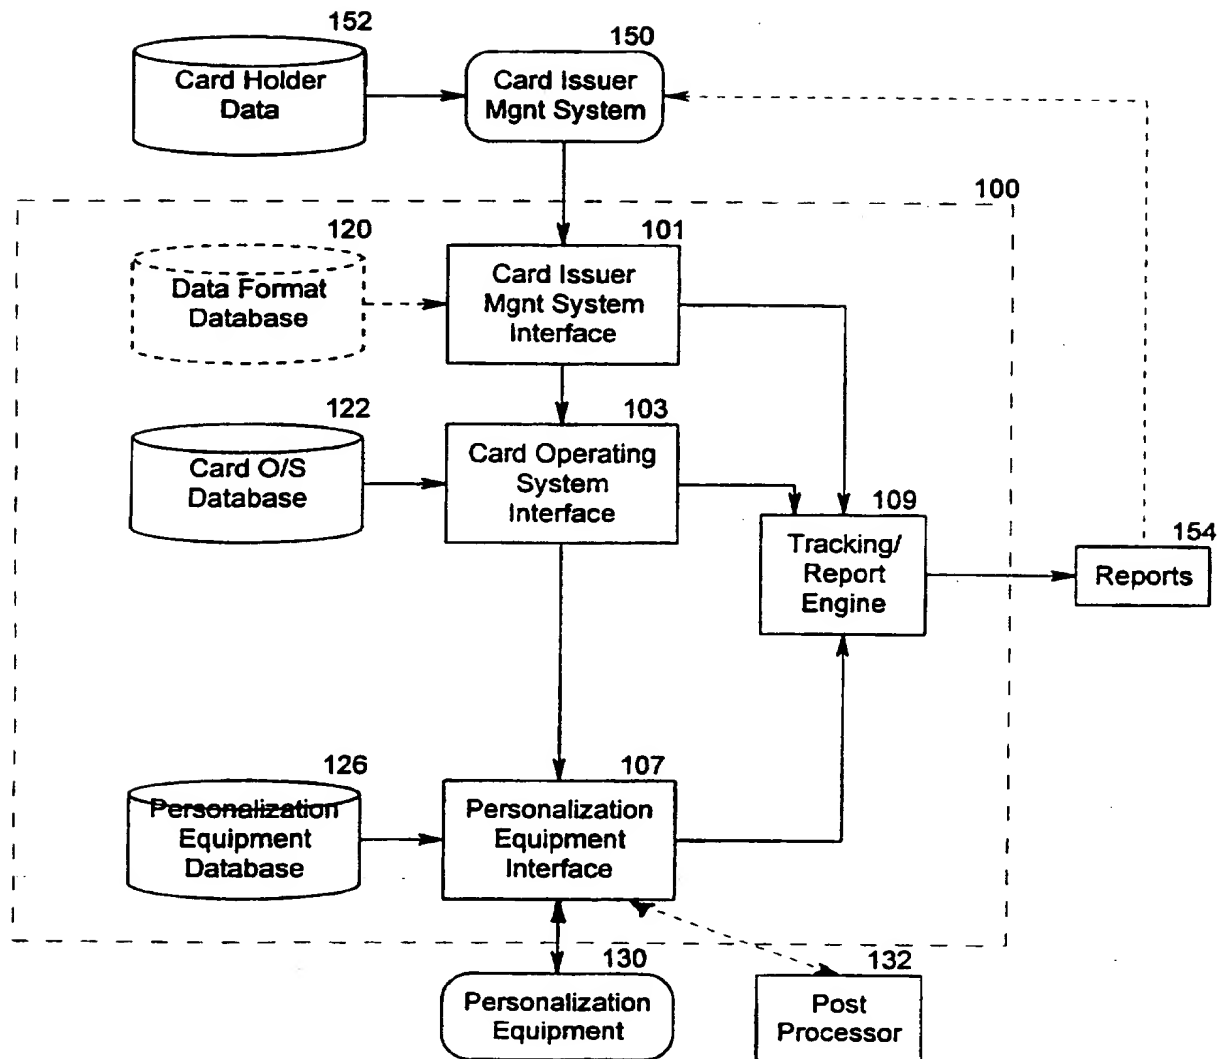 152
Card Holder
Data
150
Card Issuer
Mgnt System
100
120
Data Format
Database
101
Card Issuer
Mgnt System
Interface
122
Card O/S
Database
103
Card Operating
System
Interface
109
Tracking/
Report
Engine
154
Reports
126
Personalization
Equipment
Database
107
Personalization
Equipment
Interface
130
Personalization
Equipment
132
Post
Processor